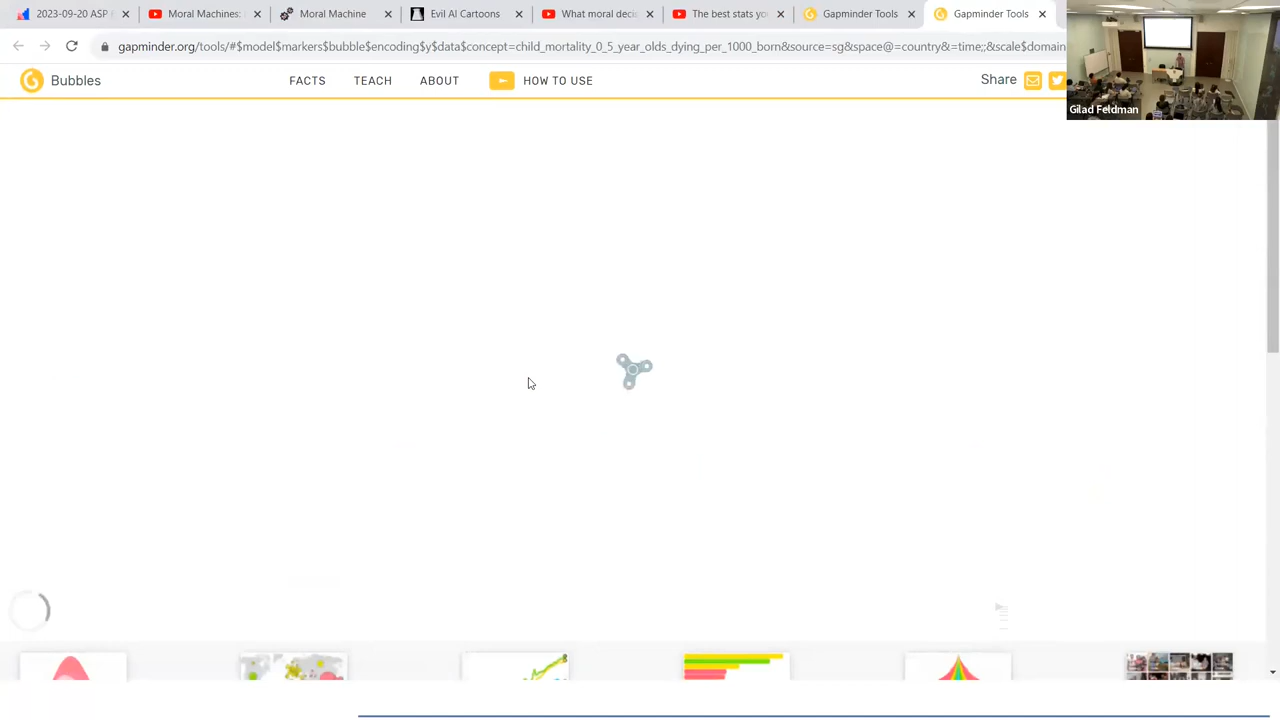 2023-09-20 ASP
Moral Machines:
Moral Machine
Evil AI Cartoons
What moral decis
The best stats you
Gapminder Tools
Gapminder Tools
gapminder.org/tools/#$model$markers$bubble$encoding$y$data$concept=child_mortality_0_5_year_olds_dying_per_1000_born&source=sg&space@=country&=time;;&scale$domain
Bubbles
FACTS
TEACH
ABOUT
HOW TO USE
Share
Gilad Feldman